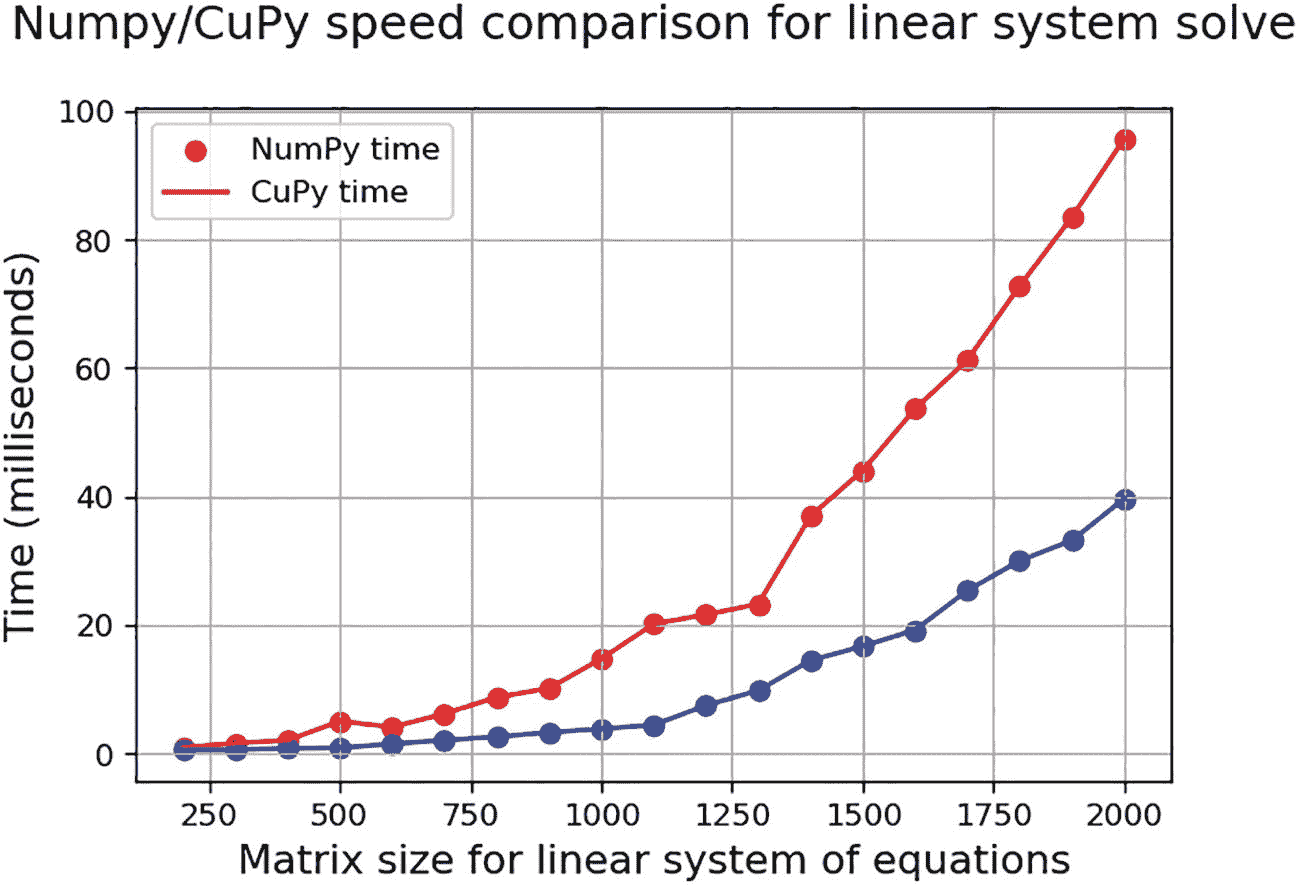 Numpy/CuPy speed comparison for linear system solve
100
NumPy time
CuPy time
80
60
40
20
0
Time (milliseconds)
250 500 750 1000 1250 1500 1750 2000
Matrix size for linear system of equations